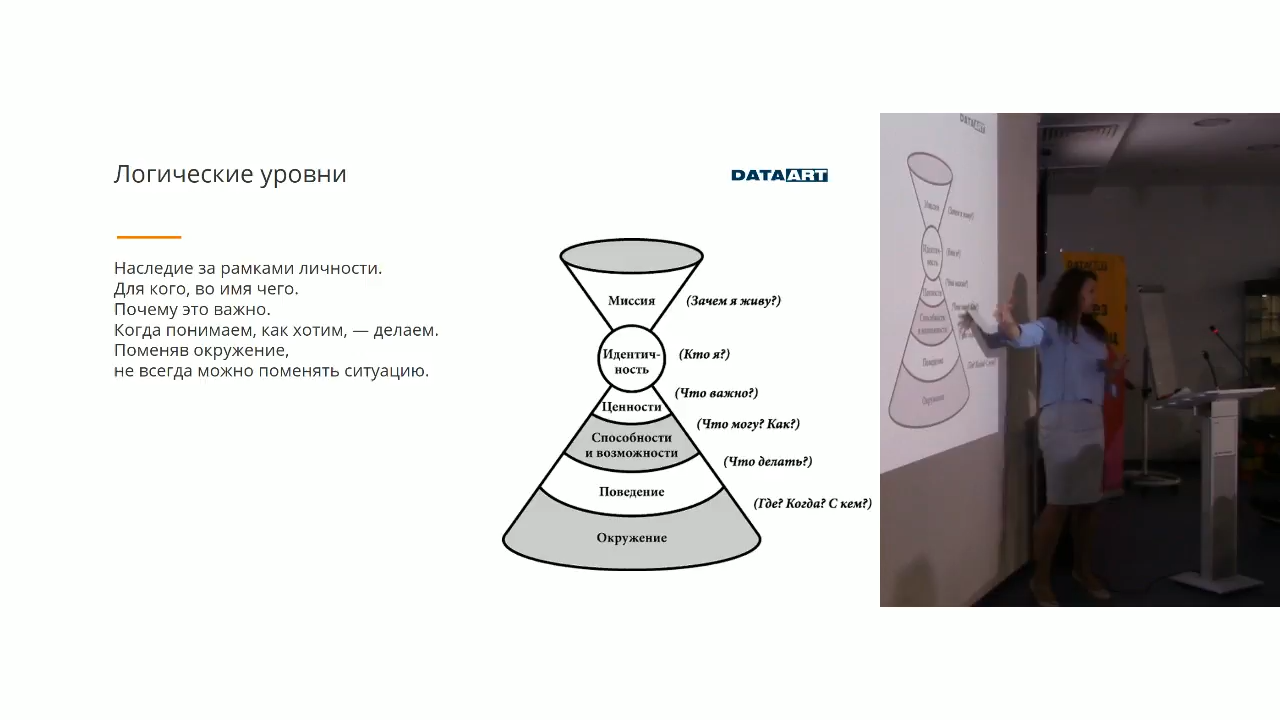 Логические уровни
DATAART
Наследие за рамками личности.
Для кого, во имя чего.
Почему это важно.
Когда понимаем, как хотим, — делаем.
Поменяв окружение,
не всегда можно поменять ситуацию.
Миссия
(Зачем я живу?)
Идентич-
ность
(Кто я?)
(Что важно?)
Ценности
(Что могу? Как?)
Способности
и возможности
(Что делать?)
Поведение
(Где? Когда? С кем?)
Окружение